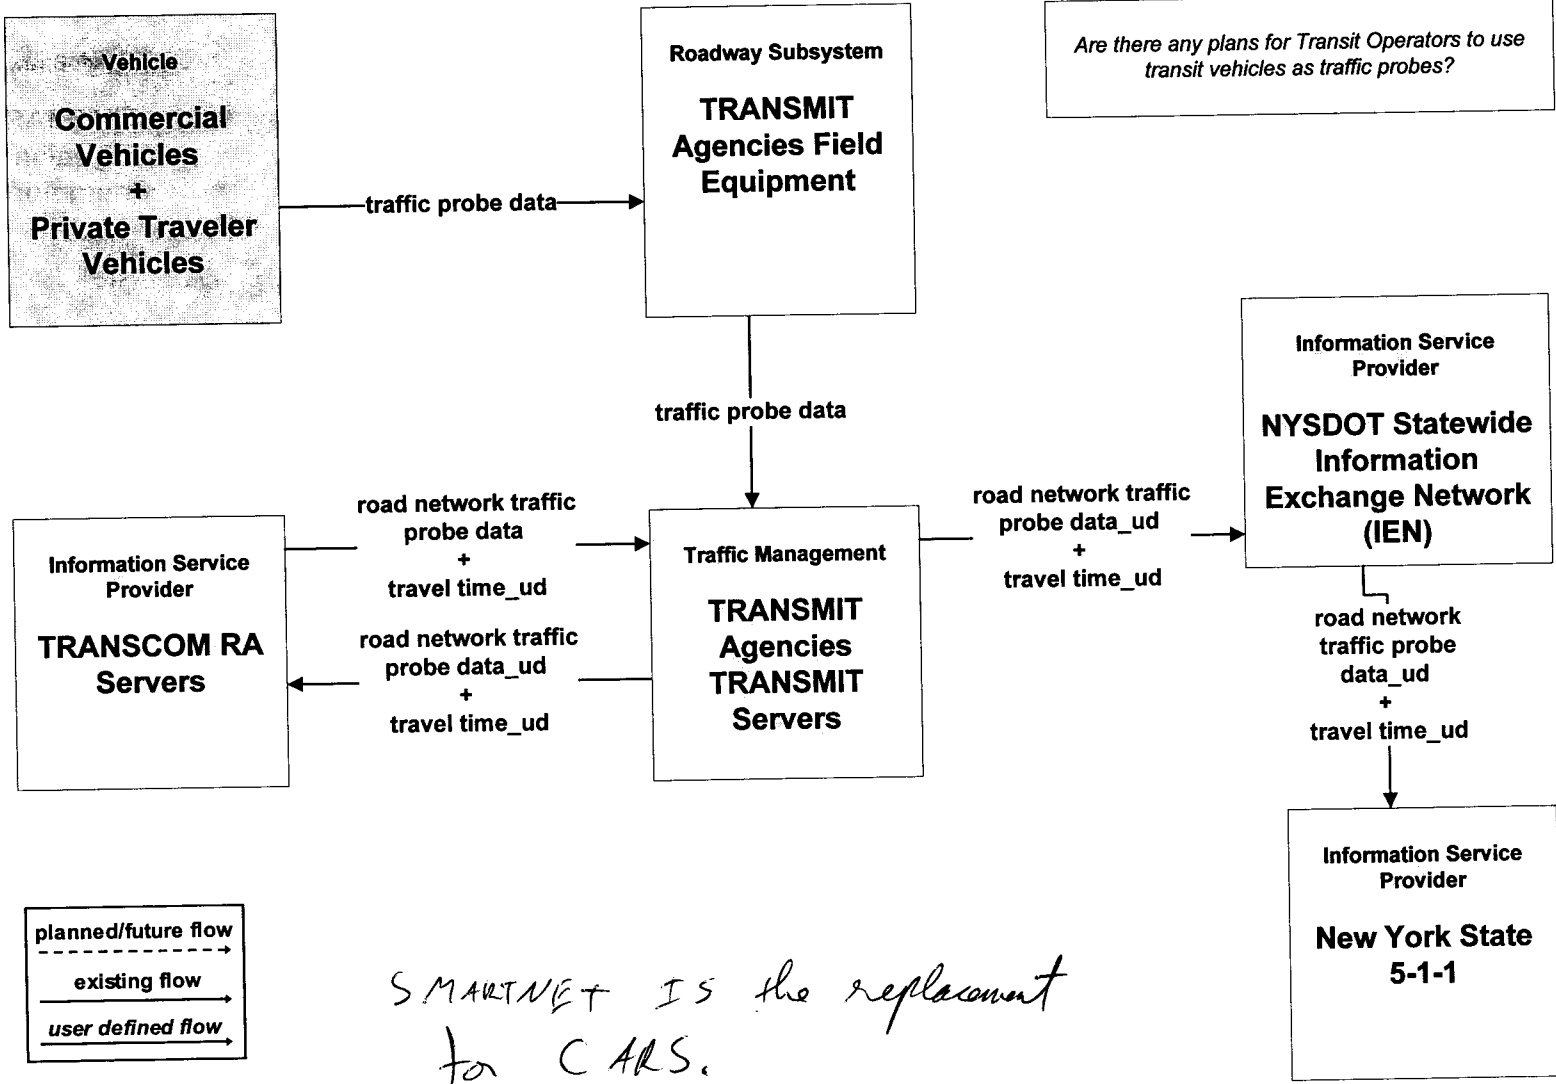 Vehicle
Commercial
Vehicles
+
Private Traveler
Vehicles
traffic probe data
Roadway Subsystem
TRANSMIT
Agencies Field
Equipment
Are there any plans for Transit Operators to use
transit vehicles as traffic probes?
traffic probe data
Information Service
Provider
TRANSCOM RA
Servers
road network traffic
probe data
+
travel time_ud
road network traffic
probe data_ud
+
travel time_ud
Traffic Management
TRANSMIT
Agencies
TRANSMIT
Servers
road network traffic
probe data_ud
+
travel time_ud
Information Service
Provider
NYSDOT Statewide
Information
Exchange Network
(IEN)
road network
traffic probe
data_ud
+
travel time_ud
Information Service
Provider
New York State
5-1-1
planned/future flow
existing flow
user defined flow
SMARTNET IS the replacement
for CARS.